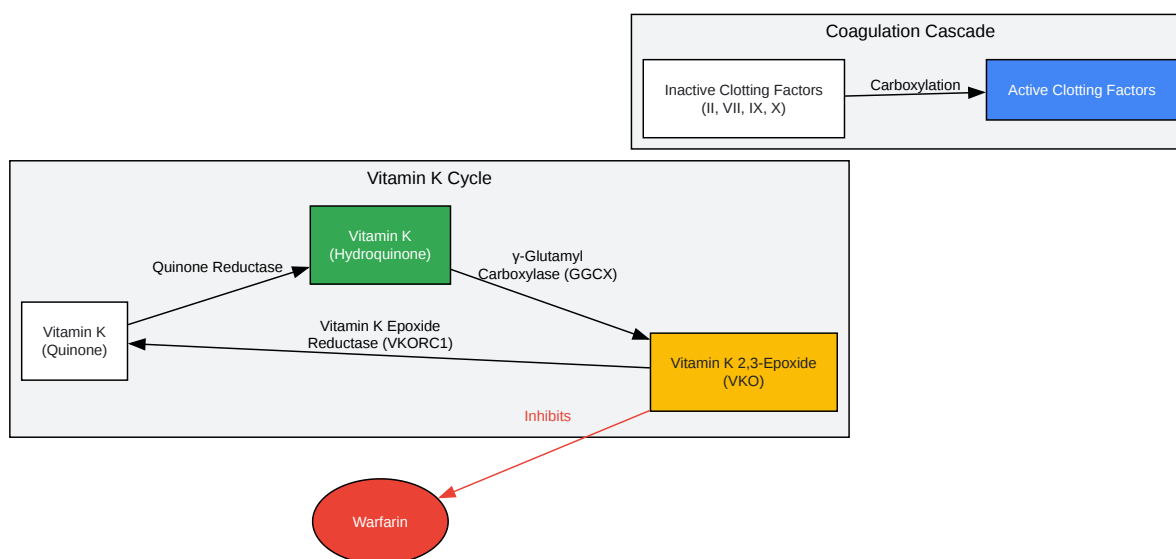 Coagulation Cascade
Inactive Clotting Factors
(II, VII, IX, X)
Carboxylation
Active Clotting Factors
Vitamin K Cycle
Vitamin K
(Hydroquinone)
Quinone Reductase
γ-Glutamyl
Carboxylase (GGCX)
Vitamin K
(Quinone)
Vitamin K Epoxide
Reductase (VKORC1)
Vitamin K 2,3-Epoxide
(VKO)
Inhibits
Warfarin